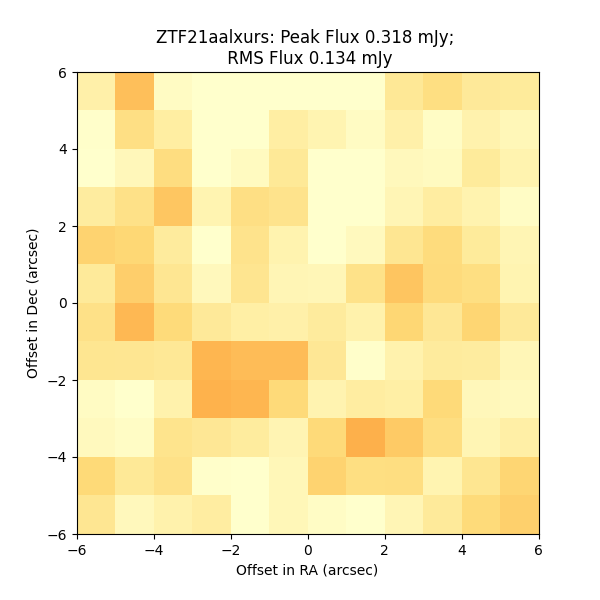 ZTF21aalxurs: Peak Flux 0.318 mJy;
RMS Flux 0.134 mJy
6
4
2
0
−2
−4
−6
Offset in Dec (arcsec)
−6 −4 −2 0 2 4 6
Offset in RA (arcsec)